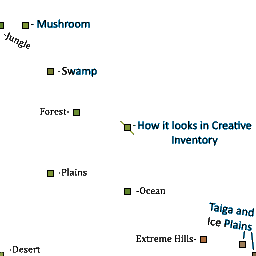 - Mushroom
-Jungle
-Swamp
Forest-
- How it looks in Creative
Inventory
-Plains
-Ocean
Taiga and
Ice Plains
Extreme Hills-
-Desert